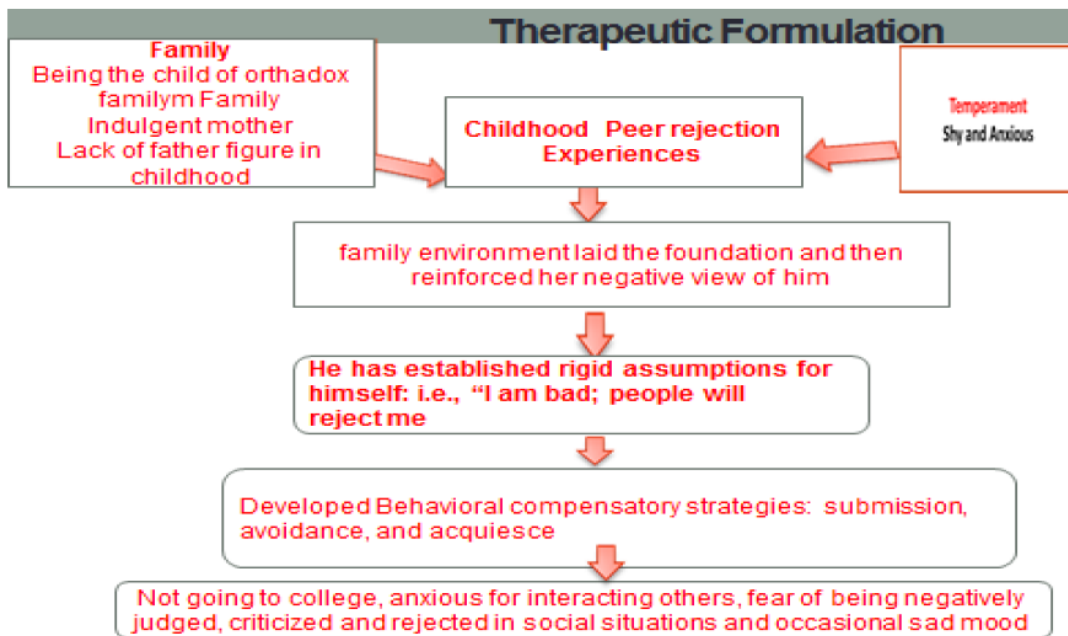 Therapeutic Formulation
Family
Being the child of orthadox
familym Family
Indulgent mother
Lack of father figure in
childhood
Childhood Peer rejection
Experiences
Temperament
Shy and Anxious
family environment laid the foundation and then
reinforced her negative view of him
He has established rigid assumptions for
himself: i.e., “I am bad; people will
reject me
Developed Behavioral compensatory strategies: submission,
avoidance, and acquiesce
Not going to college, anxious for interacting others, fear of being negatively
judged, criticized and rejected in social situations and occasional sad mood